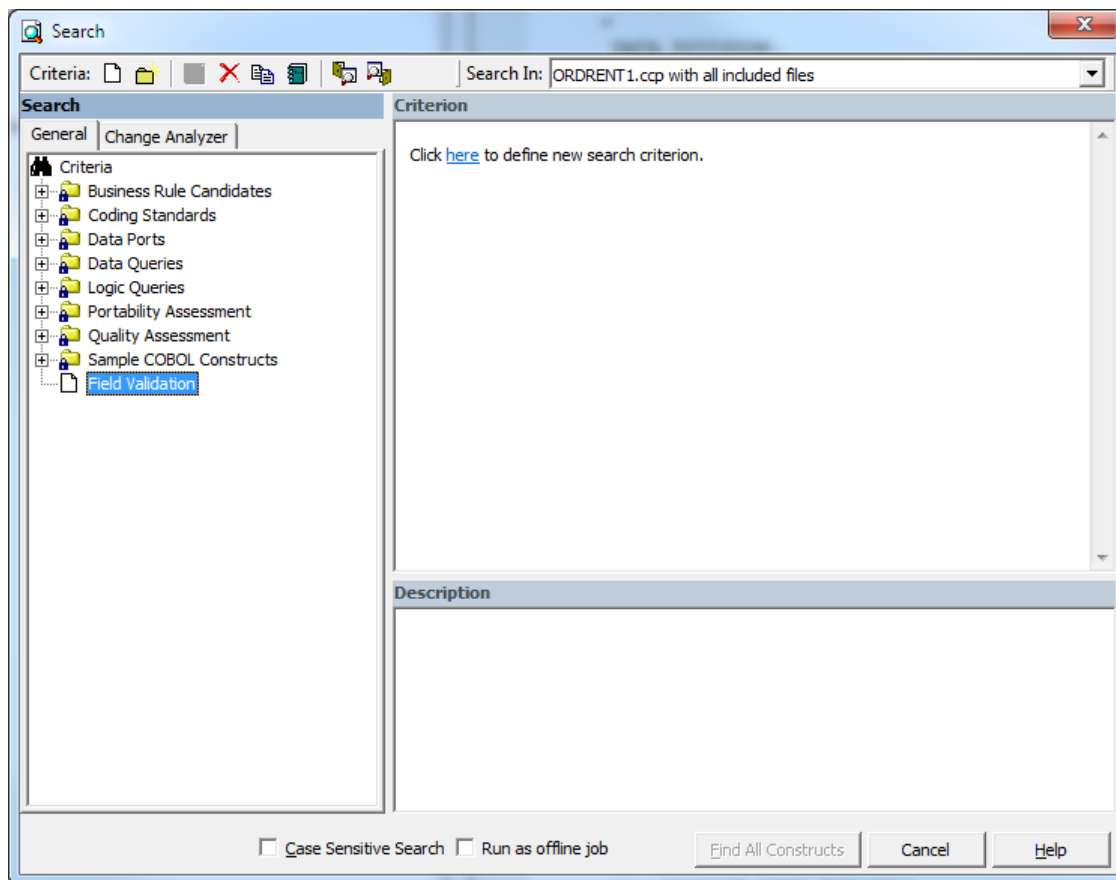 Search
Criteria: Search In: ORDRENT1.ccp with all included files
Search
General Change Analyzer
Criteria
Business Rule Candidates
Coding Standards
Data Ports
Data Queries
Logic Queries
Portability Assessment
Quality Assessment
Sample COBOL Constructs
Field Validation
Criterion
Click here to define new search criterion.
Description
Case Sensitive Search Run as offline job Find All Constructs Cancel Help